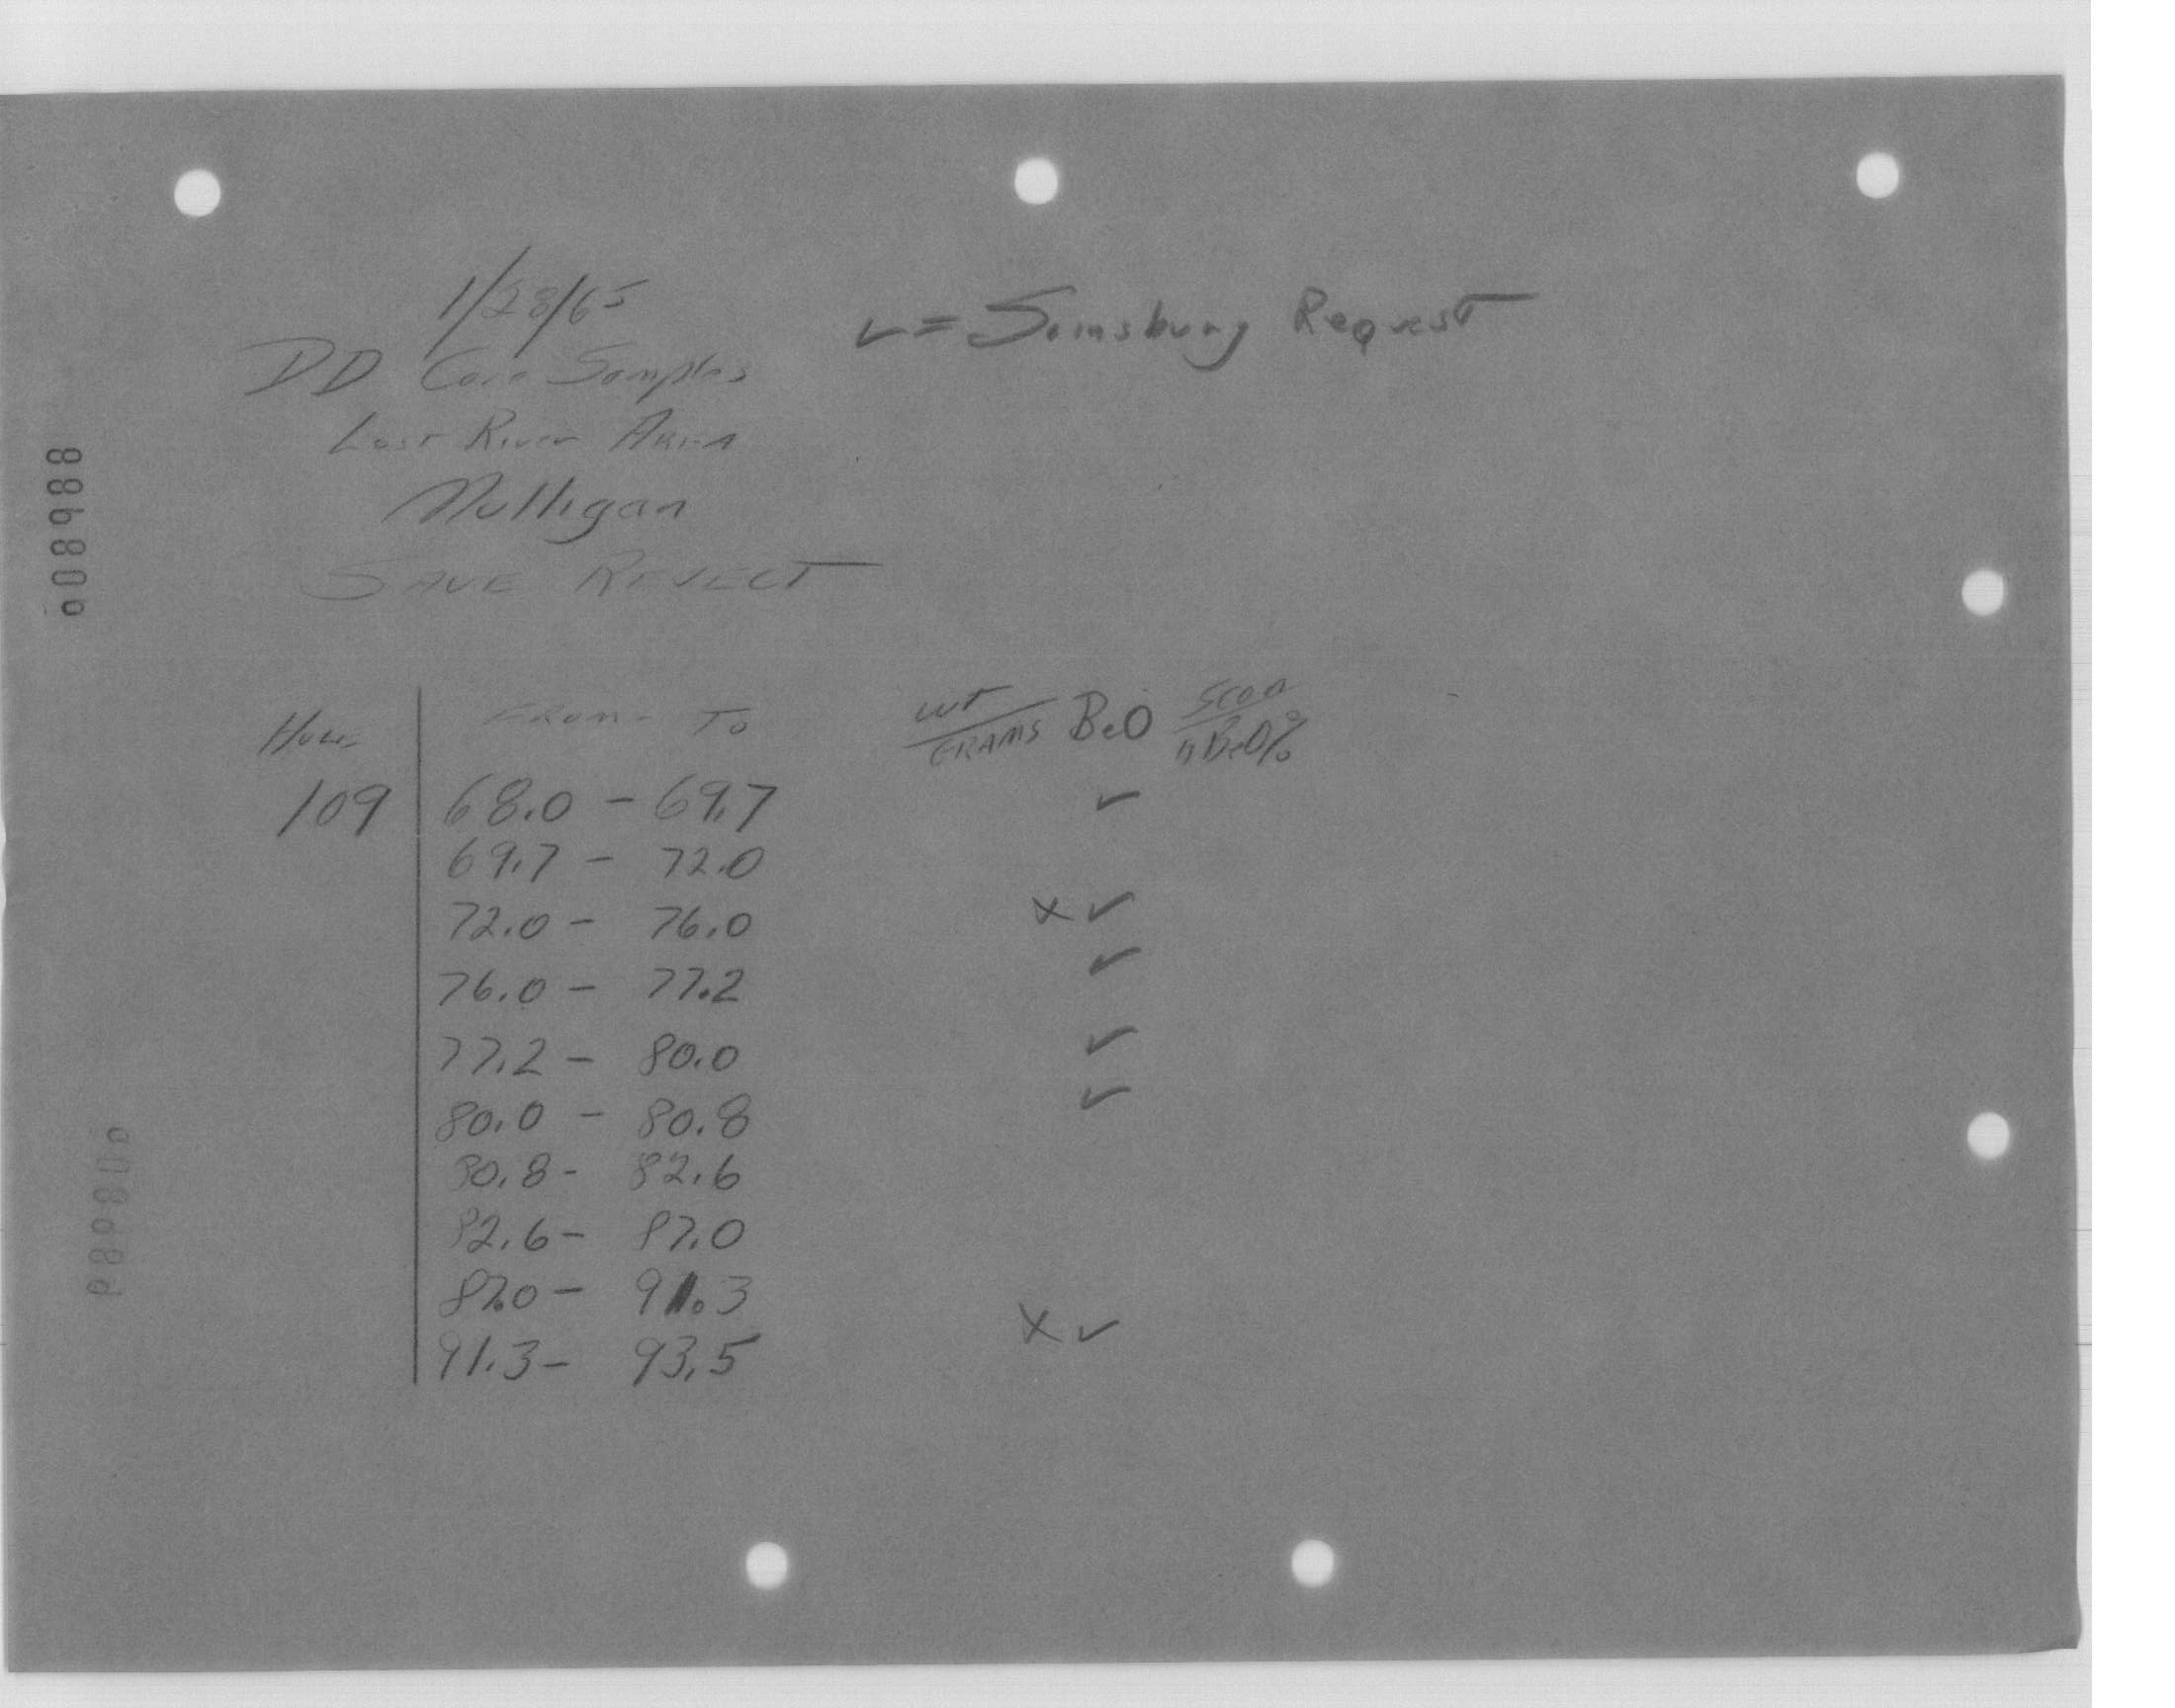 1/28/65
✓ = Sainsbury Request
DD Core Samples
Lost River Area
Mulligan
SAVE REJECT
008988
HOLE FROM - TO WT/GRAMS BeO Scan/BeO%
109 68.0 - 69.7 ✓
69.7 - 72.0
72.0 - 76.0 X ✓
76.0 - 77.2 ✓
77.2 - 80.0 ✓
80.0 - 80.8 ✓
80.8 - 82.6
82.6 - 87.0
87.0 - 91.3
91.3 - 93.5 X ✓